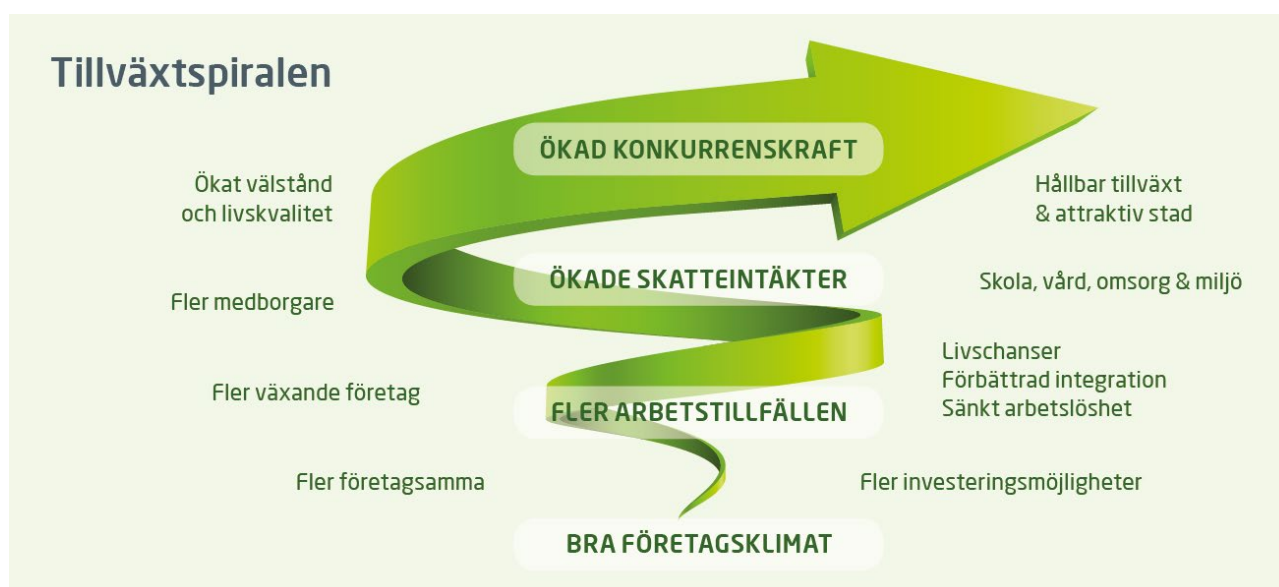 Tillväxtspiralen
ÖKAD KONKURRENSKRAFT
Ökat välstånd
och livskvalitet
Hållbar tillväxt
& attraktiv stad
ÖKADE SKATTEINTÄKTER
Skola, vård, omsorg & miljö
Fler medborgare
Livschanser
Förbättrad integration
Sänkt arbetslöshet
Fler växande företag
FLER ARBETSTILLFÄLLEN
Fler företagsamma
Fler investeringsmöjligheter
BRA FÖRETAGSKLIMAT